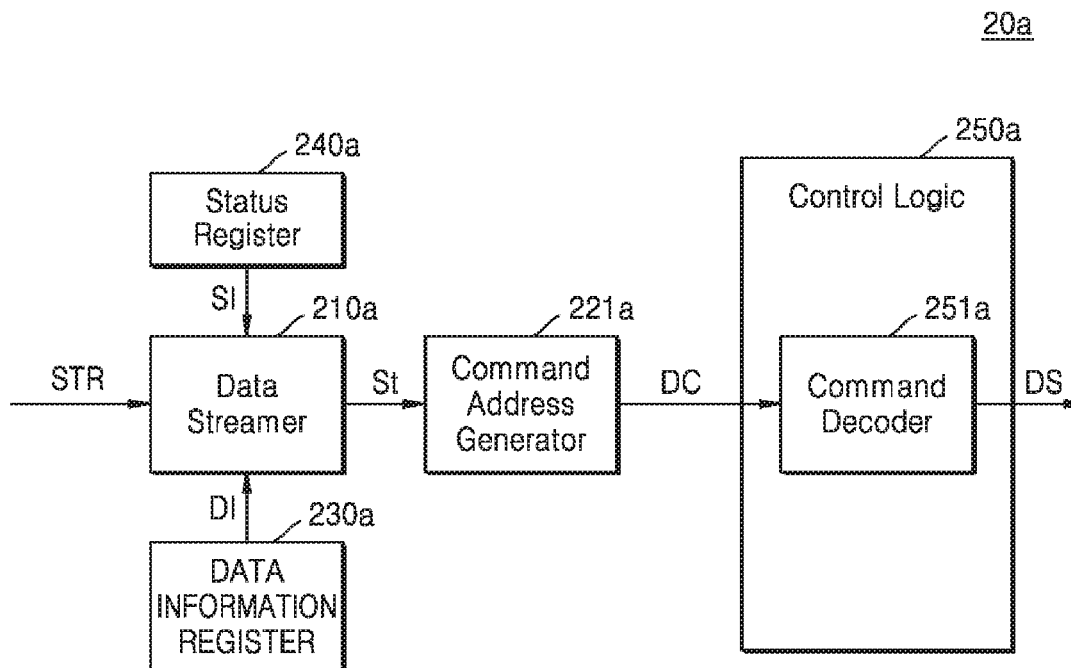 20a
240a
250a
Status
Register
Control Logic
SI
210a
221a
251a
STR
Data
Streamer
St
Command
Address
Generator
DC
Command
Decoder
DS
DI
230a
DATA
INFORMATION
REGISTER